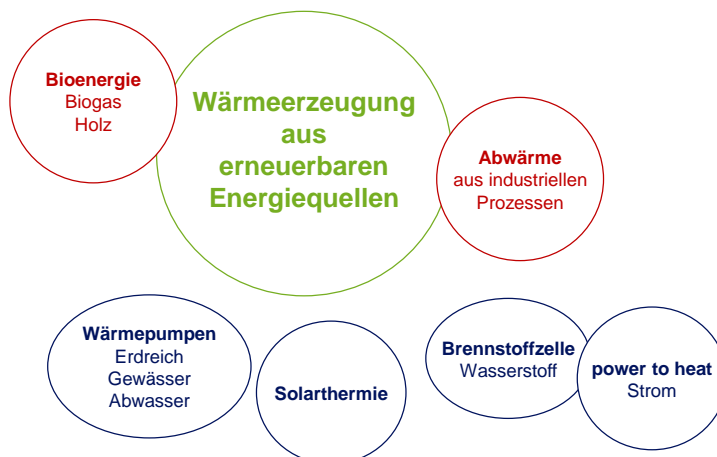 Bioenergie
Biogas
Holz
Wärmeerzeugung
aus
erneuerbaren
Energiequellen
Abwärme
aus industriellen
Prozessen
Wärmepumpen
Erdreich
Gewässer
Abwasser
Solarthermie
Brennstoffzelle
Wasserstoff
power to heat
Strom